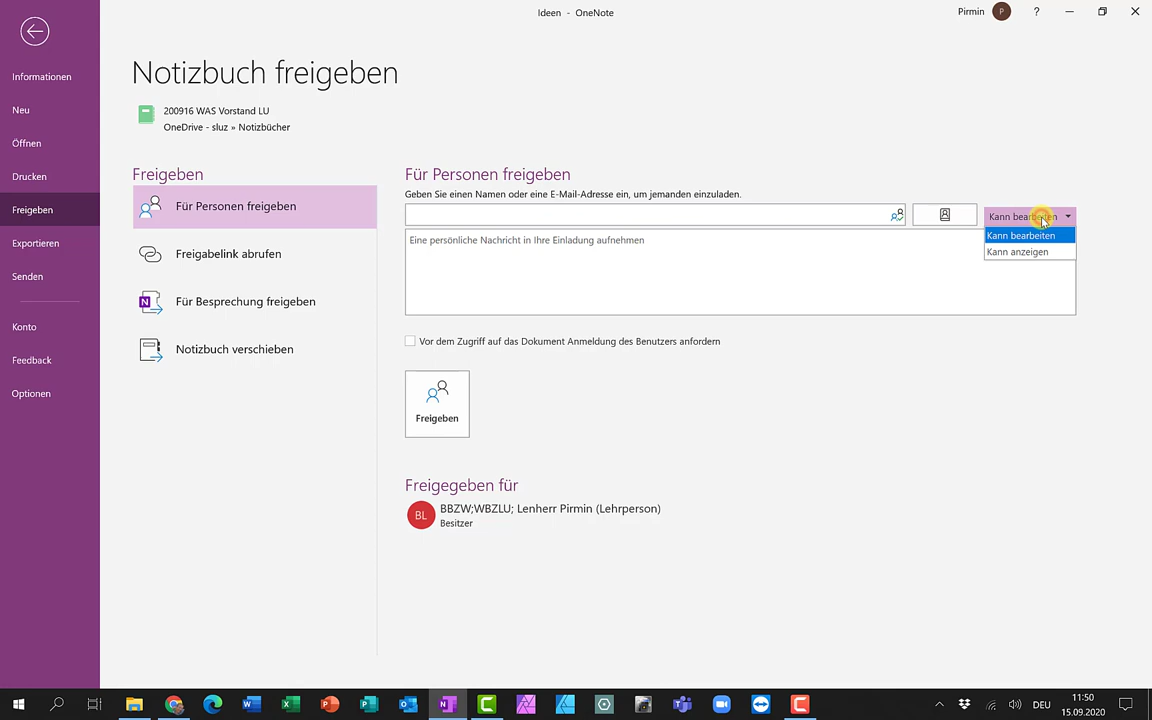 Ideen - OneNote
Pirmin
P
?
Informationen
Neu
Öffnen
Drucken
Freigeben
Exportieren
Senden
Konto
Feedback
Optionen
Notizbuch freigeben
200916 WAS Vorstand LU
OneDrive - sluz » Notizbücher
Freigeben
Für Personen freigeben
Freigabelink abrufen
N
Für Besprechung freigeben
Notizbuch verschieben
Für Personen freigeben
Geben Sie einen Namen oder eine E-Mail-Adresse ein, um jemanden einzuladen.
Kann bearbeiten
Kann bearbeiten
Kann anzeigen
Eine persönliche Nachricht in Ihre Einladung aufnehmen
Vor dem Zugriff auf das Dokument Anmeldung des Benutzers anfordern
Freigeben
Freigegeben für
BL
BBZW;WBZLU; Lenherr Pirmin (Lehrperson)
Besitzer
DEU
11:50
15.09.2020